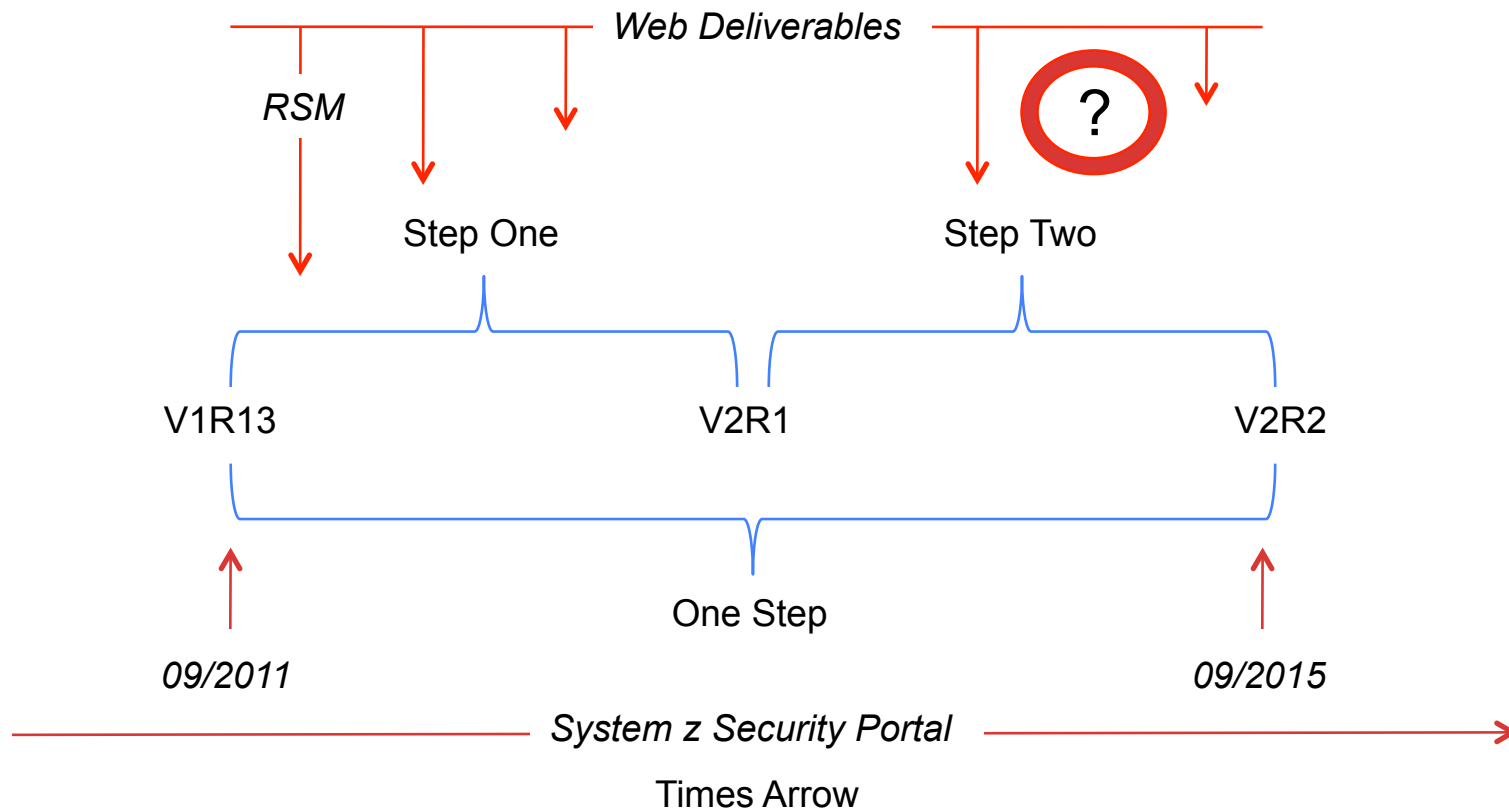 Web Deliverables
RSM
?
Step One
Step Two
V1R13
V2R1
V2R2
One Step
09/2011
09/2015
System z Security Portal
Times Arrow